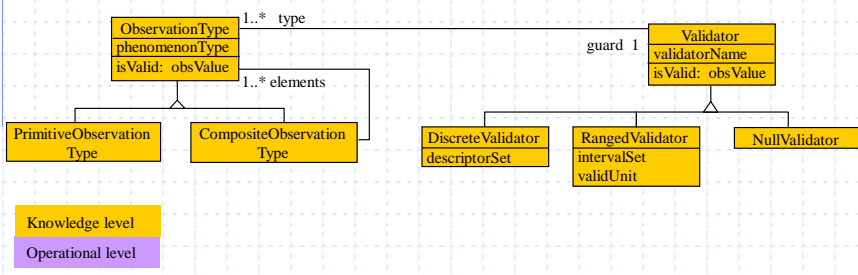 ObservationType
phenomenonType
isValid: obsValue
1..* type
guard 1
1..* elements
Validator
validatorName
isValid: obsValue
PrimitiveObservation
Type
CompositeObservation
Type
DiscreteValidator
descriptorSet
RangedValidator
intervalSet
validUnit
NullValidator
Knowledge level
Operational level